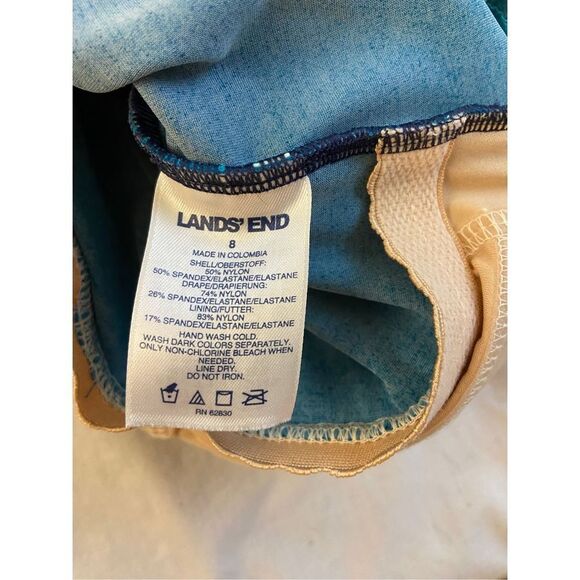 LANDS' END
8
MADE IN COLOMBIA
SHELL/OBERSTOFF:
50% NYLON
50% SPANDEX/ELASTANE/ELASTANE
DRAPE/DRAPIERUNG:
74% NYLON
26% SPANDEX/ELASTANE/ELASTANE
LINING/FUTTER:
83% NYLON
17% SPANDEX/ELASTANE/ELASTANE
HAND WASH COLD.
WASH DARK COLORS SEPARATELY.
ONLY NON-CHLORINE BLEACH WHEN
NEEDED.
LINE DRY.
DO NOT IRON.
RN 62830